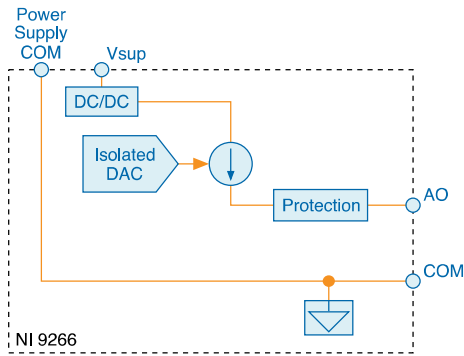 Power
Supply
COM
Vsup
DC/DC
Isolated
DAC
Protection
AO
COM
NI 9266